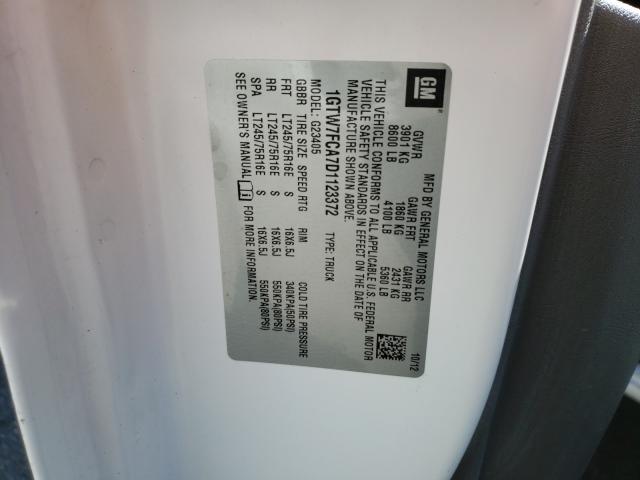 GM ®
MFD BY GENERAL MOTORS LLC 10/12
GVWR GAWR FRT GAWR RR
3901 KG 1860 KG 2431 KG
8600 LB 4100 LB 5360 LB
THIS VEHICLE CONFORMS TO ALL APPLICABLE U.S. FEDERAL MOTOR
VEHICLE SAFETY STANDARDS IN EFFECT ON THE DATE OF
MANUFACTURE SHOWN ABOVE.
1GTW7FCA7D1123372 TYPE: TRUCK
MODEL: G23405
GBBR TIRE SIZE SPEED RTG RIM COLD TIRE PRESSURE
FRT LT245/75R16E S 16X6.5J 340KPA(50PSI)
RR LT245/75R16E S 16X6.5J 550KPA(80PSI)
SPA LT245/75R16E S 16X6.5J 550KPA(80PSI)
SEE OWNER'S MANUAL FOR MORE INFORMATION.